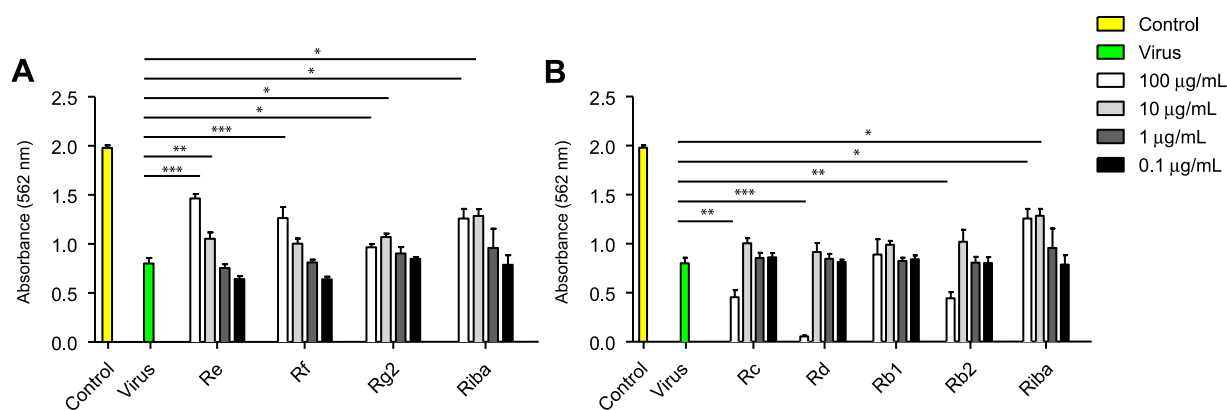 A
B
Control
Virus
100 µg/mL
10 µg/mL
1 µg/mL
0.1 µg/mL
*
*
*
*
***
**
***
Absorbance (562 nm)
2.5
2.0
1.5
1.0
0.5
0.0
Control
Virus
Re
Rf
Rg2
Riba
*
*
**
***
**
Absorbance (562 nm)
2.5
2.0
1.5
1.0
0.5
0.0
Control
Virus
Rc
Rd
Rb1
Rb2
Riba